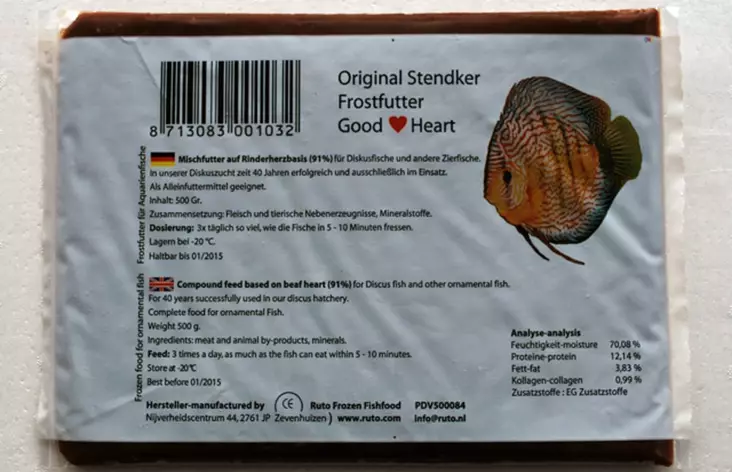 Original Stendker
Frostfutter
Good ❤ Heart
8 713083 001032
Frostfutter für Aquarienfische
Mischfutter auf Rinderherzbasis (91%) für Diskusfische und andere Zierfische.
In unserer Diskuszucht zeit 40 Jahren erfolgreich und ausschließlich im Einsatz.
Als Alleinfuttermittel geeignet.
Inhalt: 500 Gr.
Zusammensetzung: Fleisch und tierische Nebenerzeugnisse, Mineralstoffe.
Dosierung: 3x täglich so viel, wie die Fische in 5 - 10 Minuten fressen.
Lagern bei -20 °C.
Haltbar bis 01/2015
Frozen food for ornamental fish
Compound feed based on beaf heart (91%) for Discus fish and other ornamental fish.
For 40 years successfully used in our discus hatchery.
Complete food for ornamental Fish.
Weight 500 g.
Ingredients: meat and animal by-products, minerals.
Feed: 3 times a day, as much as the fish can eat within 5 - 10 minutes.
Store at -20°C
Best before 01/2015
Analyse-analysis
Feuchtigkeit-moisture 70,08 %
Proteine-protein 12,14 %
Fett-fat 3,83 %
Kollagen-collagen 0,99 %
Zusatzstoffe : EG Zusatzstoffe
Hersteller-manufactured by CE Ruto Frozen Fishfood PDV500084
Nijverheidscentrum 44, 2761 JP Zevenhuizen) www.ruto.com info@ruto.nl